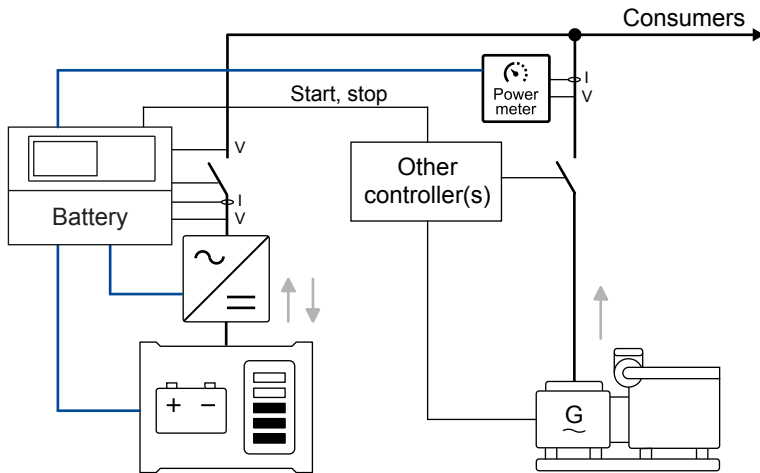 Consumers
I
Power
meter
V
Start, stop
V
Other
controller(s)
Battery
I
V
+ −
G